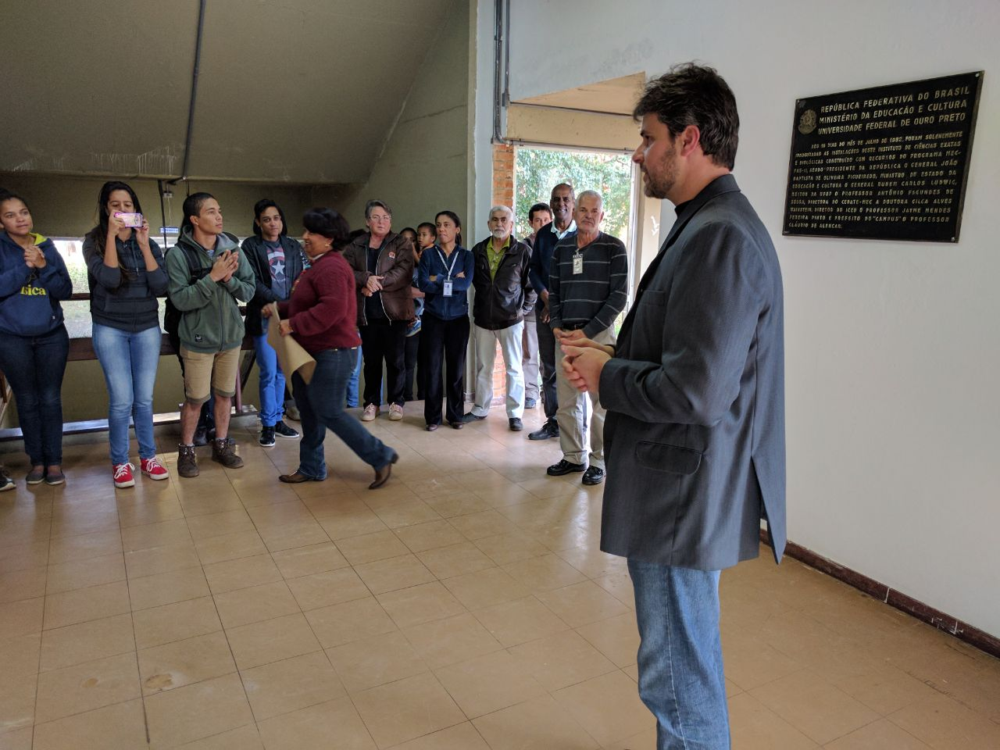 REPÚBLICA FEDERATIVA DO BRASIL
MINISTÉRIO DA EDUCAÇÃO E CULTURA
UNIVERSIDADE FEDERAL DE OURO PRETO
AOS DIAS DO MÊS DE JULHO DE 1982, FORAM SOLENEMENTE
INAUGURADAS AS INSTALAÇÕES DESTE INSTITUTO DE CIÊNCIAS EXATAS
E BIOLÓGICAS CONSTRUÍDO COM RECURSOS DO PROGRAMA MEC-
SENDO PRESIDENTE DA REPÚBLICA O GENERAL JOÃO
BAPTISTA DE OLIVEIRA FIGUEIREDO, MINISTRO DE ESTADO DA
EDUCAÇÃO E CULTURA O GENERAL RUBEM CARLOS LUDWIG,
REITOR DA UFOP O PROFESSOR ANTÔNIO FAGUNDES DE
SOUSA, DIRETORA DO CEDATE-MEC A DOUTORA GILCA ALVES
WAINSTEIN, DIRETOR DO ICEB O PROFESSOR JAYME MENDES
PEREIRA PINTO E PREFEITO DO "CAMPUS" O PROFESSOR
CLÁUDIO DE ALENCAR.